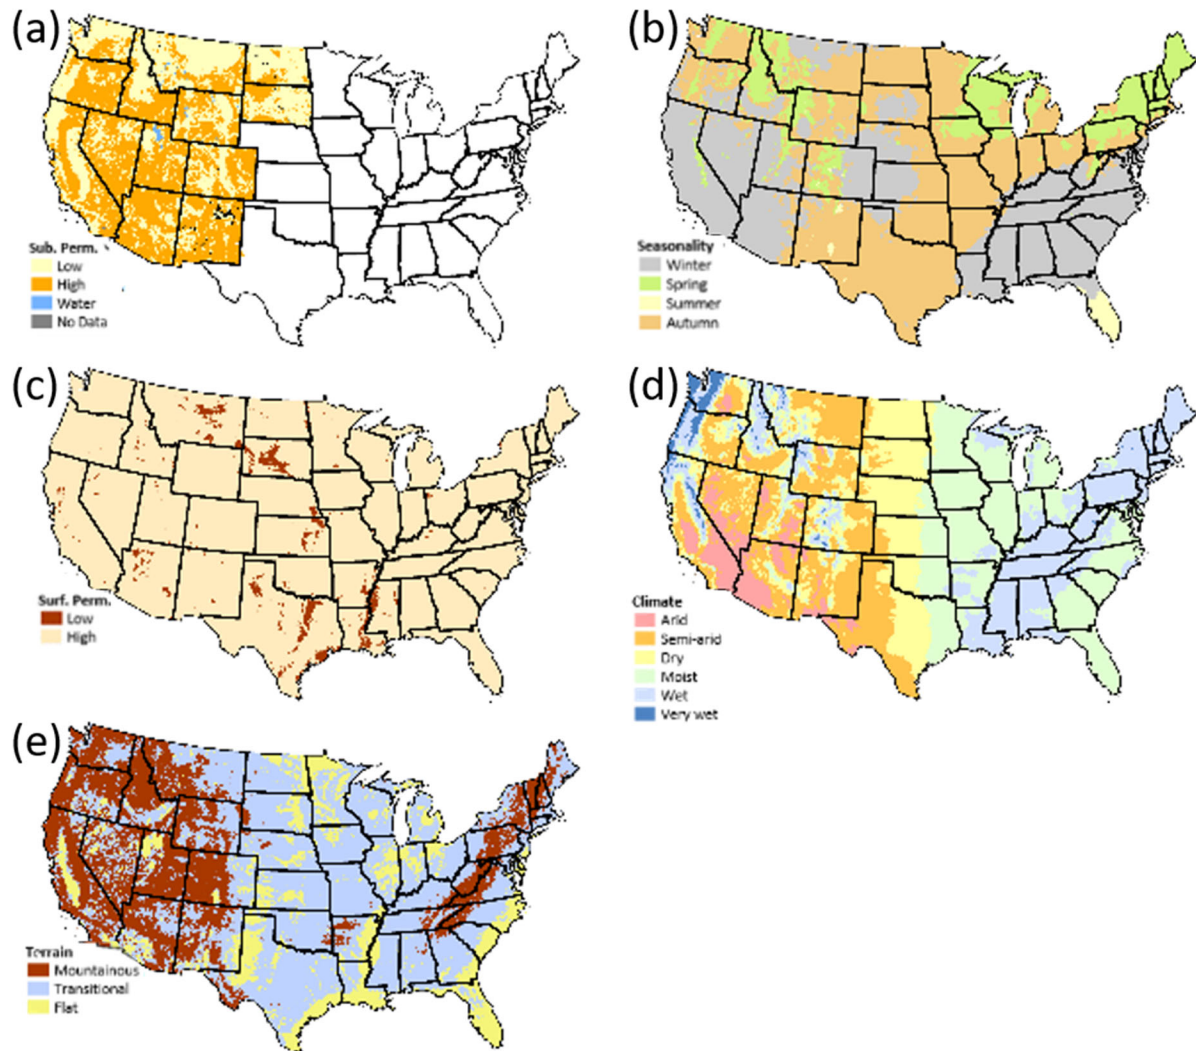 (a)
Sub. Perm.
Low
High
Water
No Data
(b)
Seasonality
Winter
Spring
Summer
Autumn
(c)
Surf. Perm.
Low
High
(d)
Climate
Arid
Semi-arid
Dry
Moist
Wet
Very wet
(e)
Terrain
Mountainous
Transitional
Flat